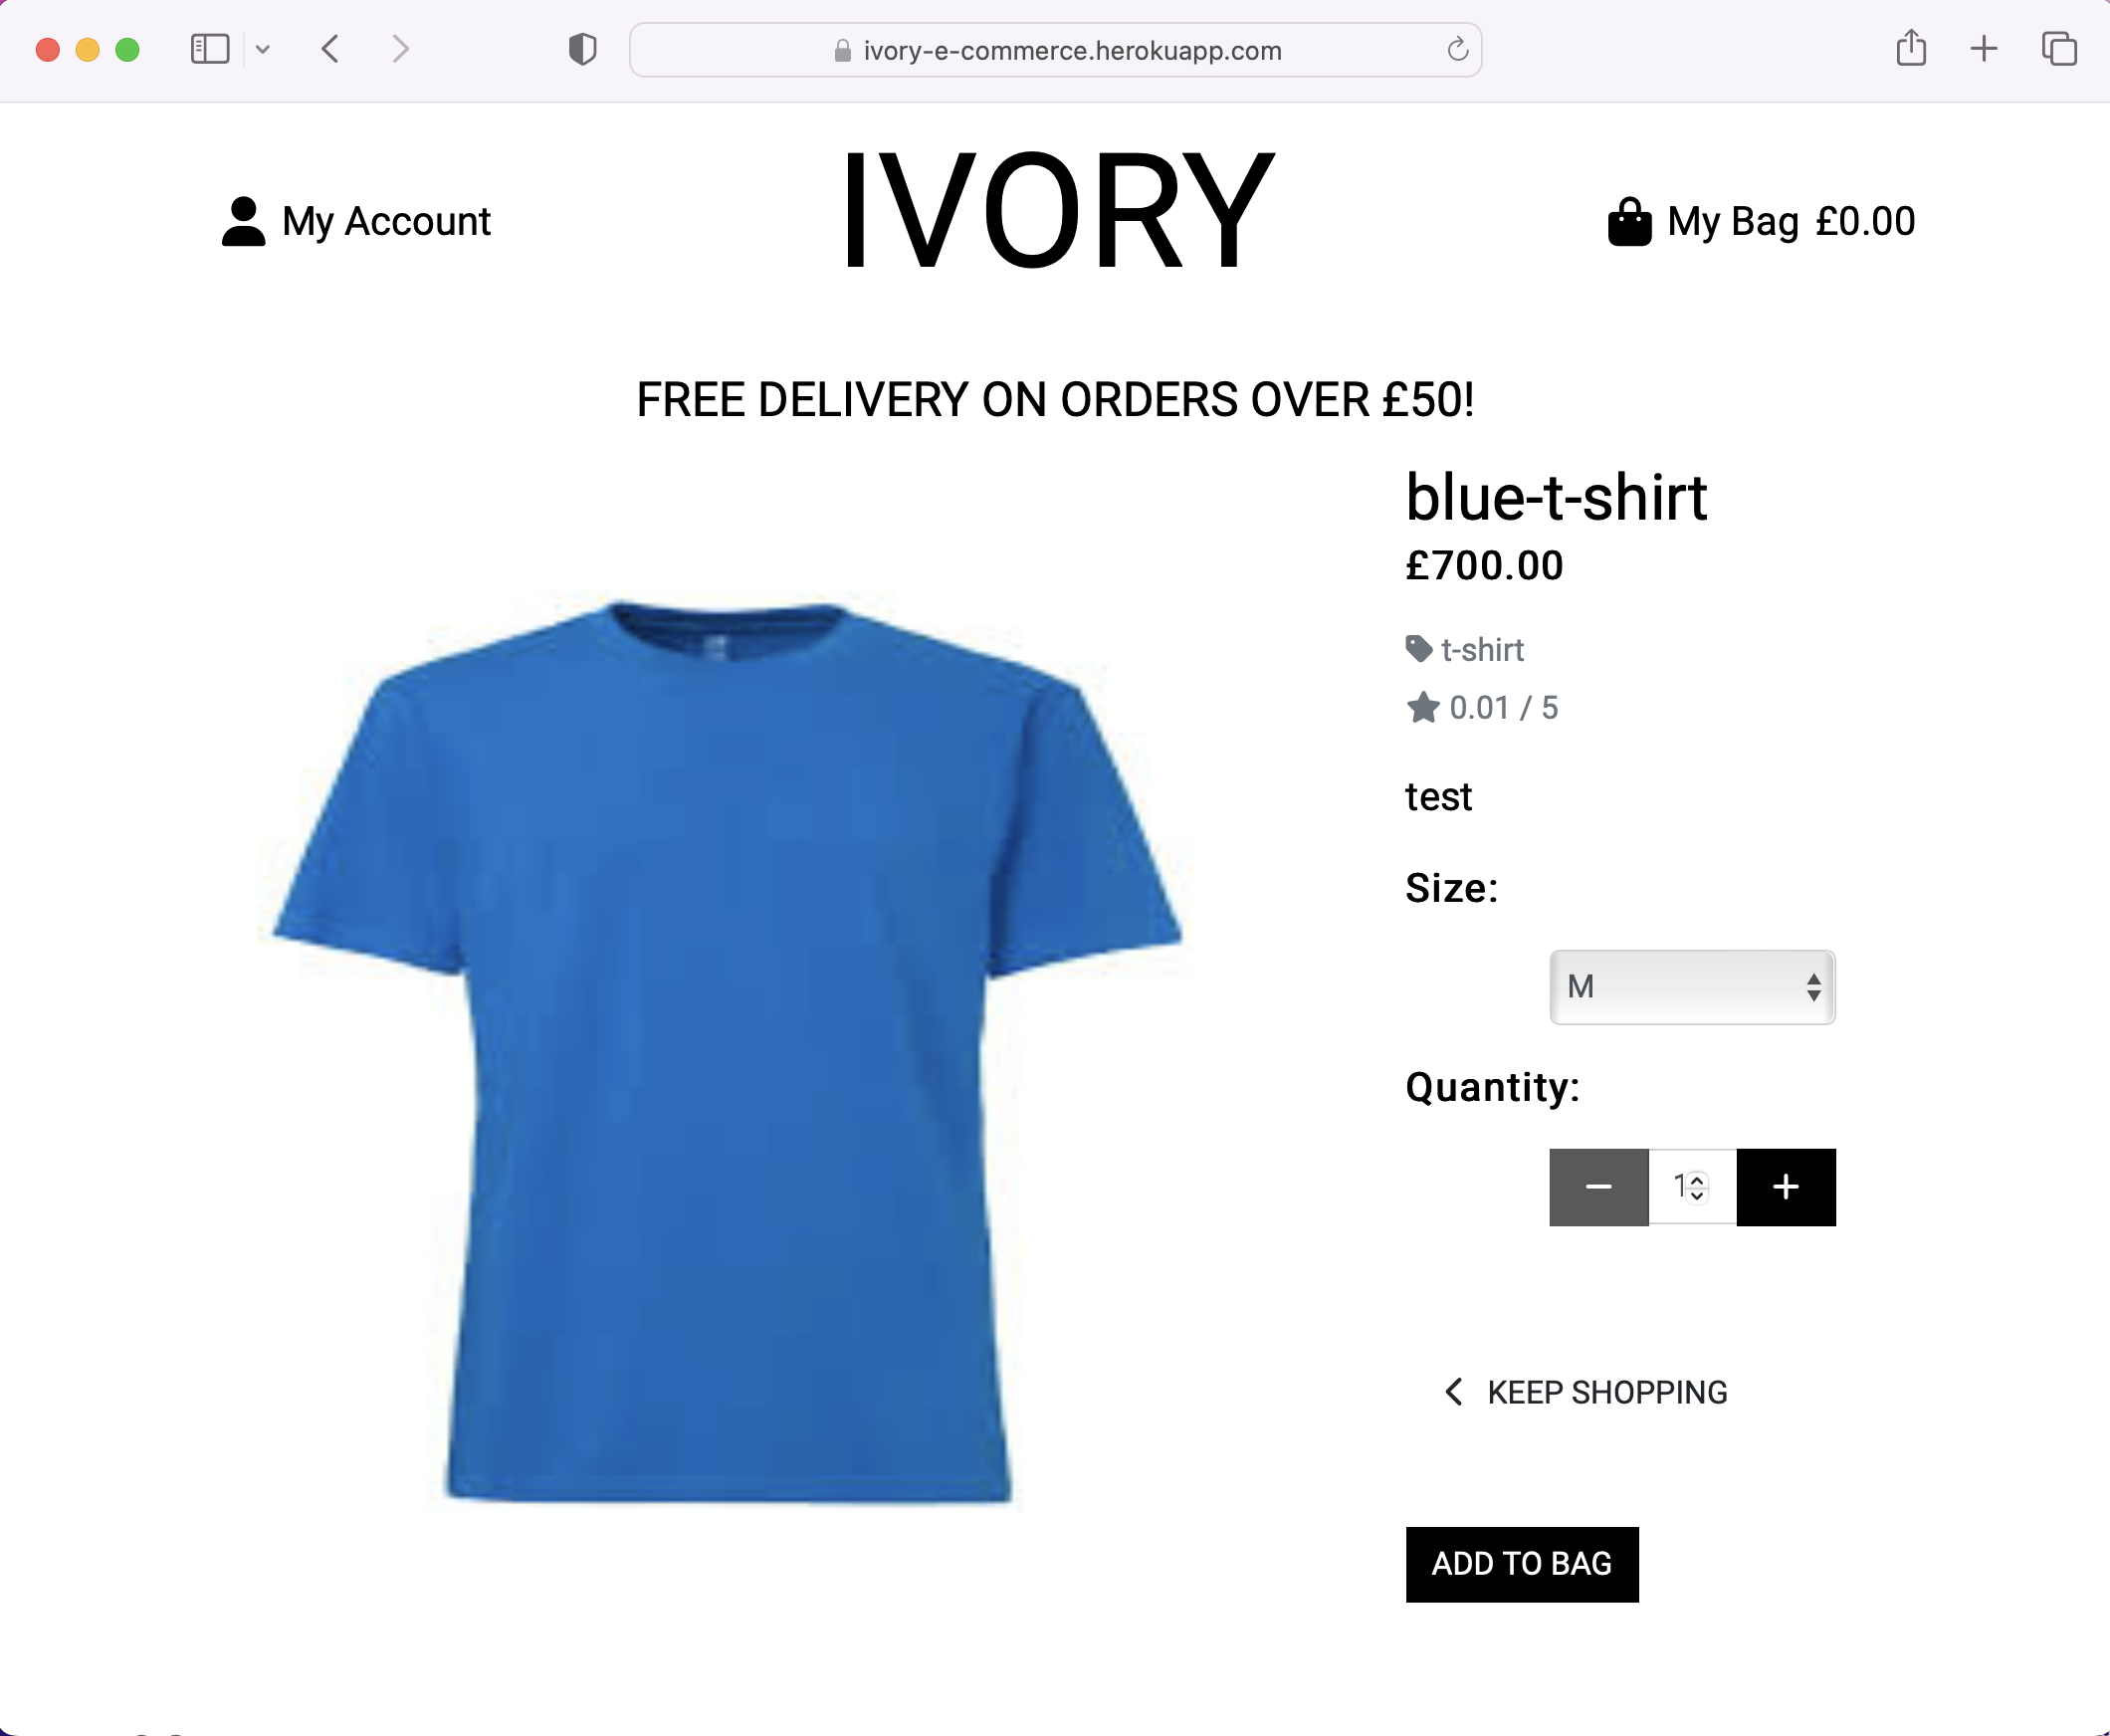 ivory-e-commerce.herokuapp.com
My Account
IVORY
My Bag £0.00
FREE DELIVERY ON ORDERS OVER £50!
blue-t-shirt
£700.00
t-shirt
0.01 / 5
test
Size:
M
Quantity:
1
KEEP SHOPPING
ADD TO BAG